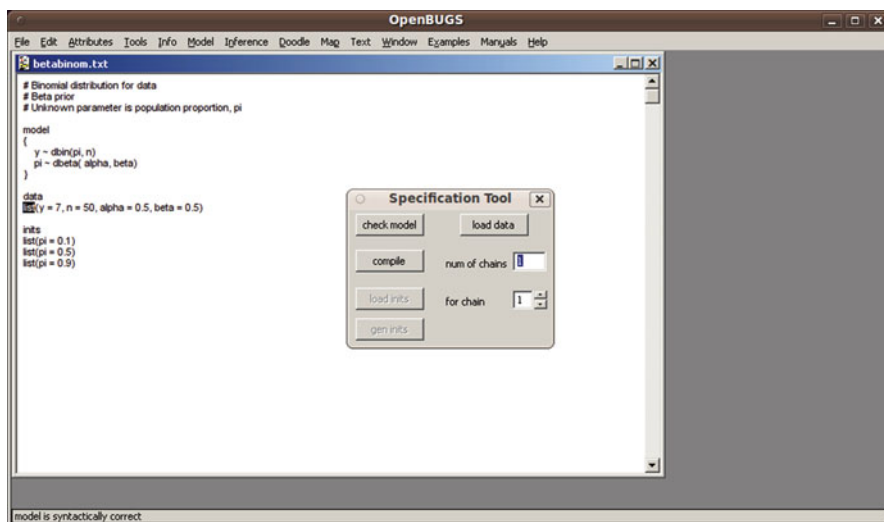 OpenBUGS
File Edit Attributes Tools Info Model Inference Doodle Map Text Window Examples Manuals Help
betabinom.txt
# Binomial distribution for data
# Beta prior
# Unknown parameter is population proportion, pi
model
{
y ~ dbin(pi, n)
pi ~ dbeta( alpha, beta)
}
data
list(y = 7, n = 50, alpha = 0.5, beta = 0.5)
inits
list(pi = 0.1)
list(pi = 0.5)
list(pi = 0.9)
Specification Tool
check model load data
compile num of chains 1
load inits for chain 1
gen inits
model is syntactically correct